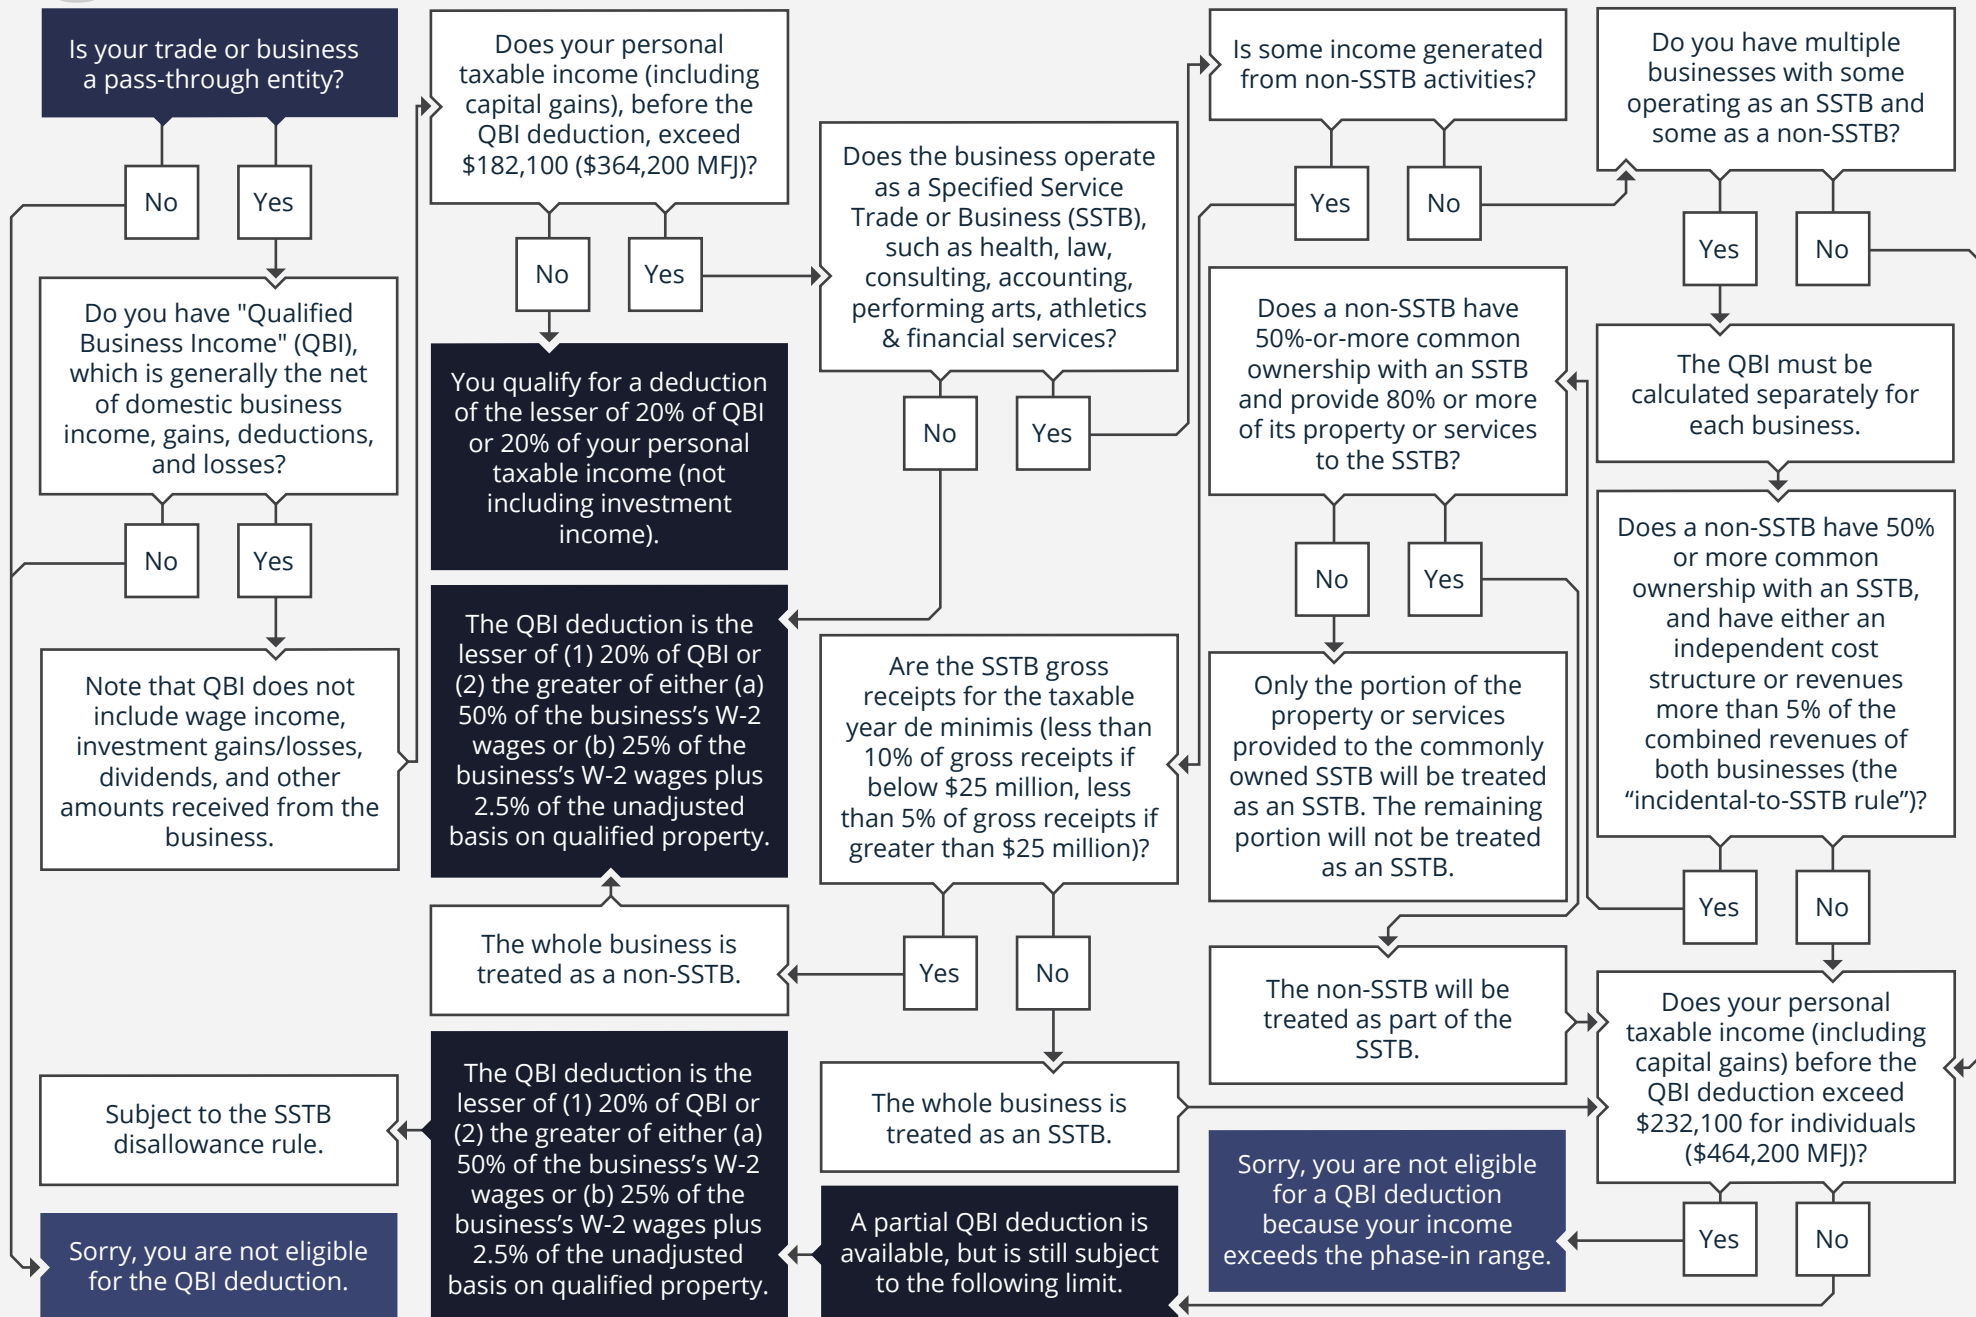 Is your trade or business
a pass-through entity?
No
Yes
Do you have "Qualified
Business Income" (QBI),
which is generally the net
of domestic business
income, gains, deductions,
and losses?
No
Yes
Note that QBI does not
include wage income,
investment gains/losses,
dividends, and other
amounts received from the
business.
Subject to the SSTB
disallowance rule.
Sorry, you are not eligible
for the QBI deduction.
Does your personal
taxable income (including
capital gains), before the
QBI deduction, exceed
$182,100 ($364,200 MFJ)?
No
Yes
You qualify for a deduction
of the lesser of 20% of QBI
or 20% of your personal
taxable income (not
including investment
income).
The QBI deduction is the
lesser of (1) 20% of QBI or
(2) the greater of either (a)
50% of the business’s W-2
wages or (b) 25% of the
business’s W-2 wages plus
2.5% of the unadjusted
basis on qualified property.
The whole business is
treated as a non-SSTB.
The QBI deduction is the
lesser of (1) 20% of QBI or
(2) the greater of either (a)
50% of the business’s W-2
wages or (b) 25% of the
business’s W-2 wages plus
2.5% of the unadjusted
basis on qualified property.
Does the business operate
as a Specified Service
Trade or Business (SSTB),
such as health, law,
consulting, accounting,
performing arts, athletics
& financial services?
No
Yes
Are the SSTB gross
receipts for the taxable
year de minimis (less than
10% of gross receipts if
below $25 million, less
than 5% of gross receipts if
greater than $25 million)?
Yes
No
The whole business is
treated as an SSTB.
A partial QBI deduction is
available, but is still subject
to the following limit.
Is some income generated
from non-SSTB activities?
Yes
No
Does a non-SSTB have
50%-or-more common
ownership with an SSTB
and provide 80% or more
of its property or services
to the SSTB?
No
Yes
Only the portion of the
property or services
provided to the commonly
owned SSTB will be treated
as an SSTB. The remaining
portion will not be treated
as an SSTB.
The non-SSTB will be
treated as part of the
SSTB.
Sorry, you are not eligible
for a QBI deduction
because your income
exceeds the phase-in range.
Do you have multiple
businesses with some
operating as an SSTB and
some as a non-SSTB?
Yes
No
The QBI must be
calculated separately for
each business.
Does a non-SSTB have 50%
or more common
ownership with an SSTB,
and have either an
independent cost
structure or revenues
more than 5% of the
combined revenues of
both businesses (the
“incidental-to-SSTB rule”)?
Yes
No
Does your personal
taxable income (including
capital gains) before the
QBI deduction exceed
$232,100 for individuals
($464,200 MFJ)?
Yes
No